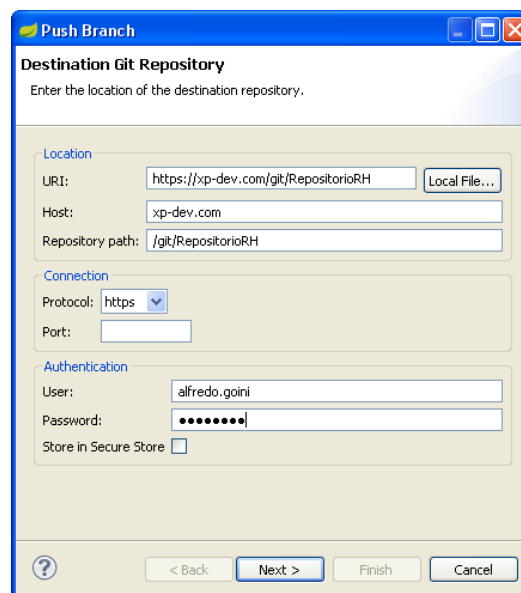 Push Branch
Destination Git Repository
Enter the location of the destination repository.
Location
URI: https://xp-dev.com/git/RepositorioRH Local File...
Host: xp-dev.com
Repository path: /git/RepositorioRH
Connection
Protocol: https
Port:
Authentication
User: alfredo.goini
Password: ●●●●●●●●
Store in Secure Store
? < Back Next > Finish Cancel